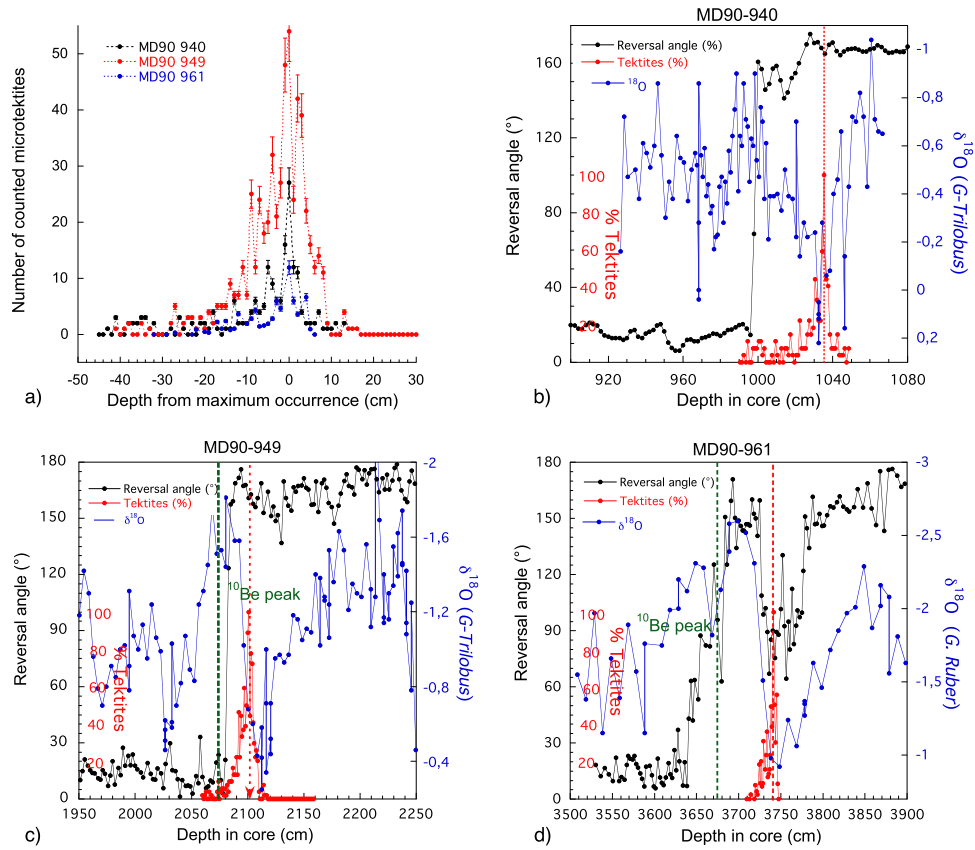 55
50
40
30
20
10
0
Number of counted microtektites
MD90 940
MD90 949
MD90 961
-50 -40 -30 -20 -10 0 10 20 30
Depth from maximum occurrence (cm)
a)
MD90-940
Reversal angle (°)
160
120
80
40
0
Reversal angle (%)
Tektites (%)
18O
100
80
60
40
20
% Tektites
-1
-0,8
-0,6
-0,4
-0,2
0
0,2
δ18O (G-Trilobus)
920 960 1000 1040 1080
Depth in core (cm)
b)
MD90-949
Reversal angle (°)
180
150
120
90
60
30
0
Reversal angle (°)
Tektites (%)
δ18O
10Be peak
100
80
60
40
20
% Tektites
-2
-1,6
-1,2
-0,8
-0,4
δ18O (G-Trilobus)
1950 2000 2050 2100 2150 2200 2250
Depth in core (cm)
c)
MD90-961
Reversal angle (°)
180
150
120
90
60
30
0
Reversal angle (°)
Tektites (%)
δ18O
10Be peak
100
80
60
40
20
% Tektites
-3
-2,5
-2
-1,5
-1
δ18O (G. Ruber)
3500 3550 3600 3650 3700 3750 3800 3850 3900
Depth in core (cm)
d)